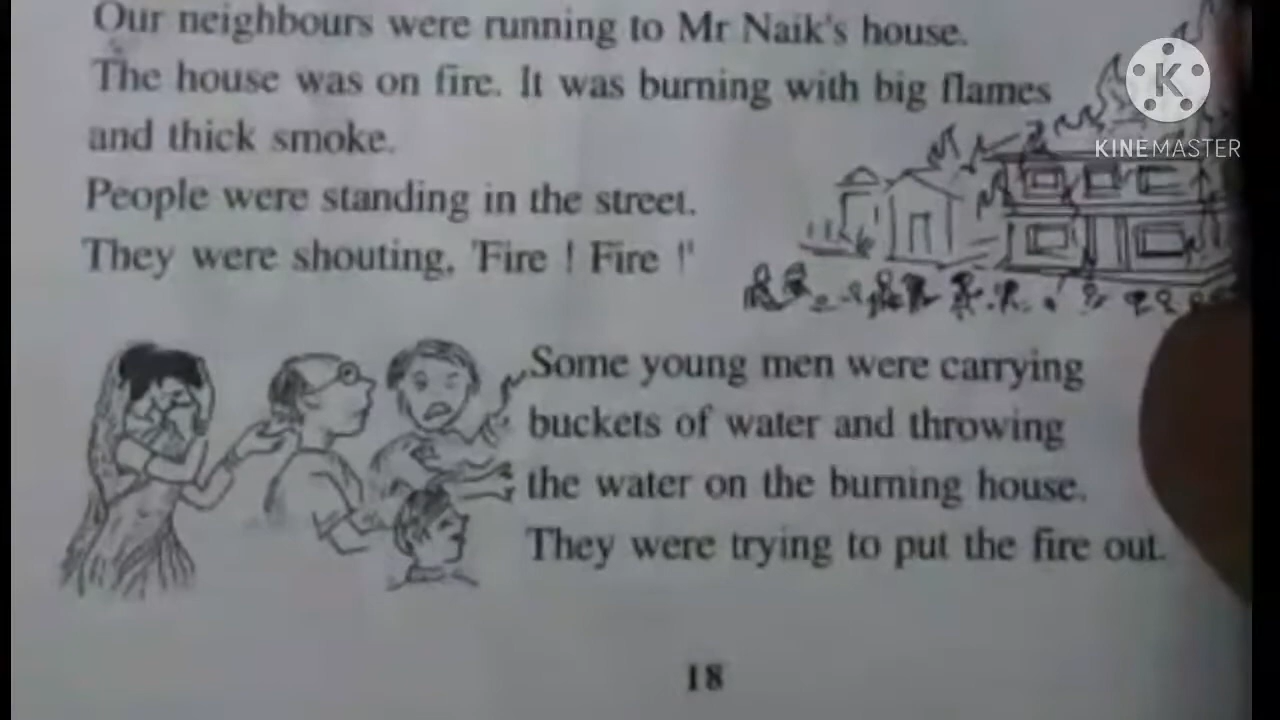 Our neighbours were running to Mr Naik's house.
The house was on fire. It was burning with big flames
and thick smoke.
People were standing in the street.
They were shouting, 'Fire ! Fire !'
Some young men were carrying
buckets of water and throwing
the water on the burning house.
They were trying to put the fire out.
18
K
KINEMASTER